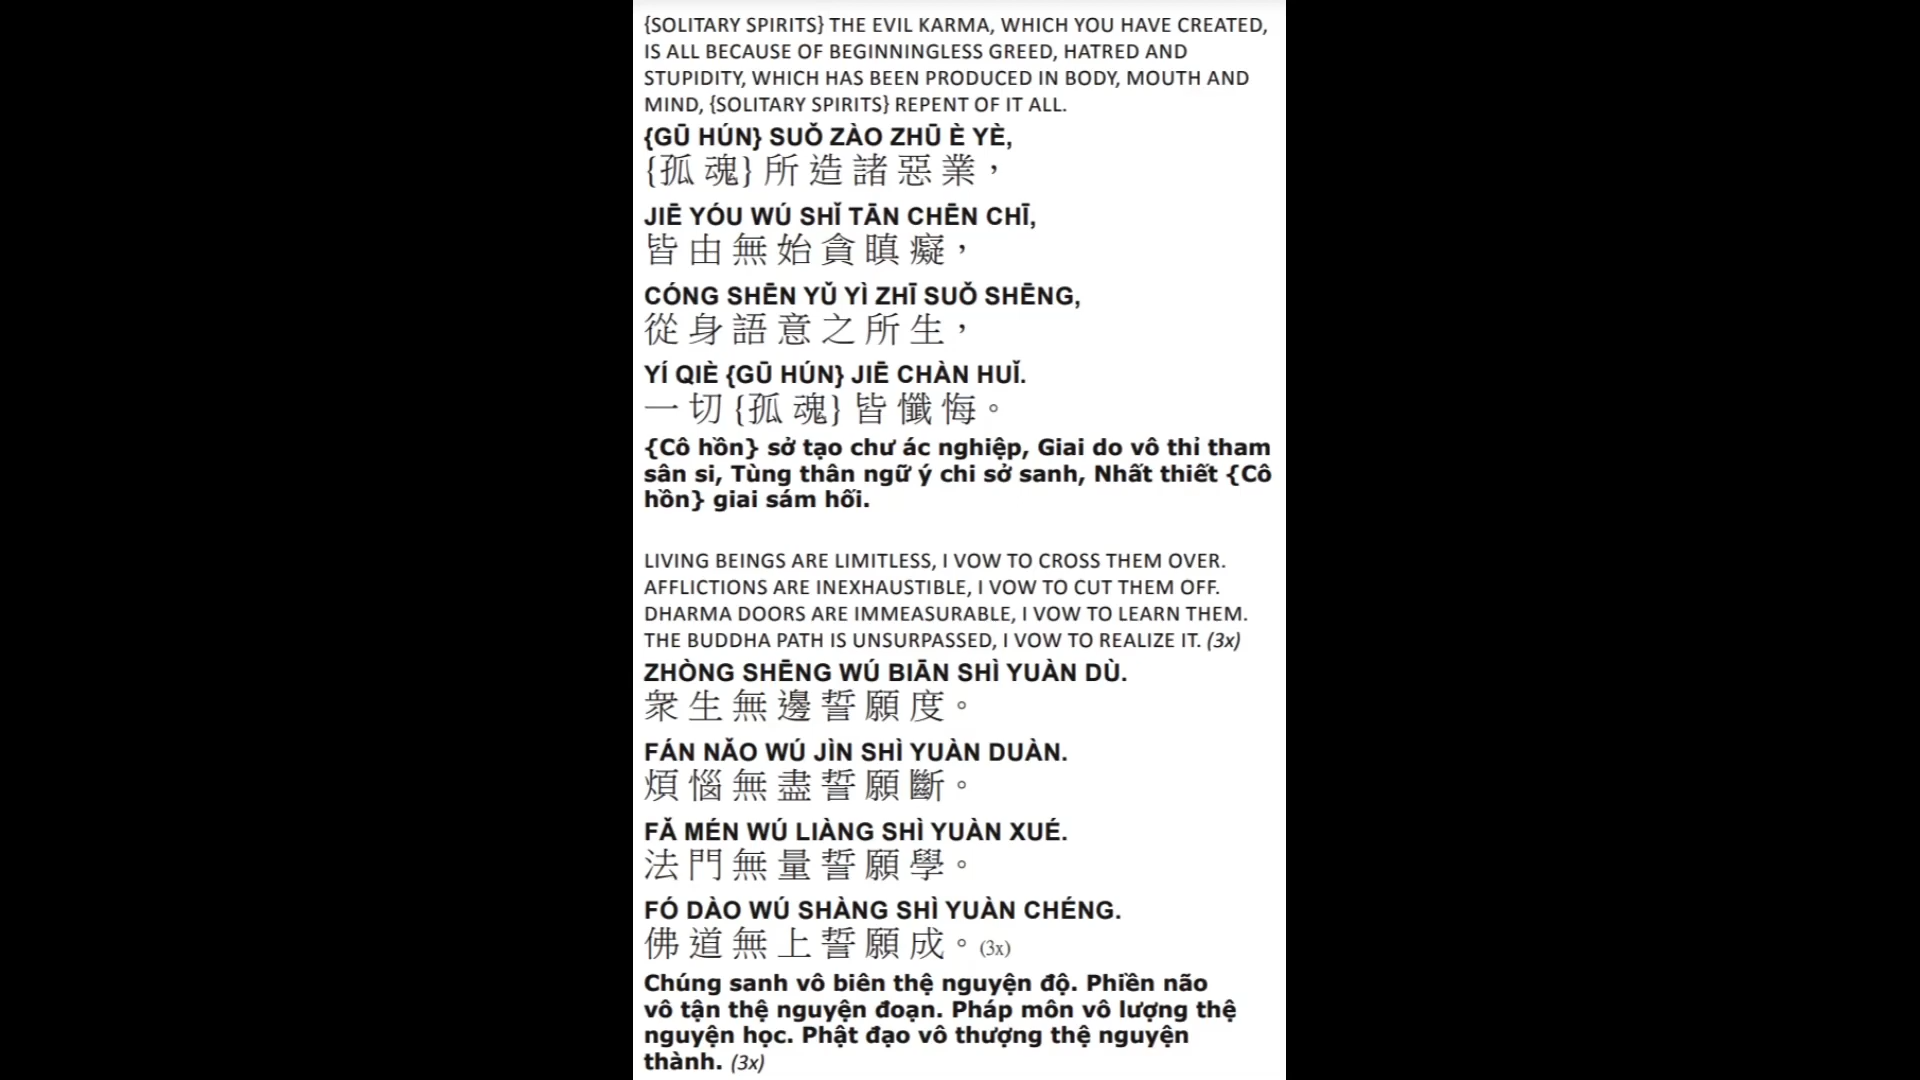 {SOLITARY SPIRITS} THE EVIL KARMA, WHICH YOU HAVE CREATED,
IS ALL BECAUSE OF BEGINNINGLESS GREED, HATRED AND
STUPIDITY, WHICH HAS BEEN PRODUCED IN BODY, MOUTH AND
MIND, {SOLITARY SPIRITS} REPENT OF IT ALL.
{GŪ HÚN} SUǑ ZÀO ZHŪ È YÈ,
{孤 魂} 所 造 諸 惡 業，
JIĒ YÓU WÚ SHǏ TĀN CHĒN CHĪ,
皆 由 無 始 貪 瞋 癡，
CÓNG SHĒN YǓ YÌ ZHĪ SUǑ SHĒNG,
從 身 語 意 之 所 生，
YÍ QIÈ {GŪ HÚN} JIĒ CHÀN HUǏ.
一 切 {孤 魂} 皆 懺 悔。
{Cô hồn} sở tạo chư ác nghiệp, Giai do vô thỉ tham
sân si, Tùng thân ngữ ý chi sở sanh, Nhất thiết {Cô
hồn} giai sám hối.
LIVING BEINGS ARE LIMITLESS, I VOW TO CROSS THEM OVER.
AFFLICTIONS ARE INEXHAUSTIBLE, I VOW TO CUT THEM OFF.
DHARMA DOORS ARE IMMEASURABLE, I VOW TO LEARN THEM.
THE BUDDHA PATH IS UNSURPASSED, I VOW TO REALIZE IT. (3x)
ZHÒNG SHĒNG WÚ BIĀN SHÌ YUÀN DÙ.
眾 生 無 邊 誓 願 度。
FÁN NǍO WÚ JÌN SHÌ YUÀN DUÀN.
煩 惱 無 盡 誓 願 斷。
FǍ MÉN WÚ LIÀNG SHÌ YUÀN XUÉ.
法 門 無 量 誓 願 學。
FÓ DÀO WÚ SHÀNG SHÌ YUÀN CHÉNG.
佛 道 無 上 誓 願 成。(3x)
Chúng sanh vô biên thệ nguyện độ. Phiền não
vô tận thệ nguyện đoạn. Pháp môn vô lượng thệ
nguyện học. Phật đạo vô thượng thệ nguyện
thành. (3x)